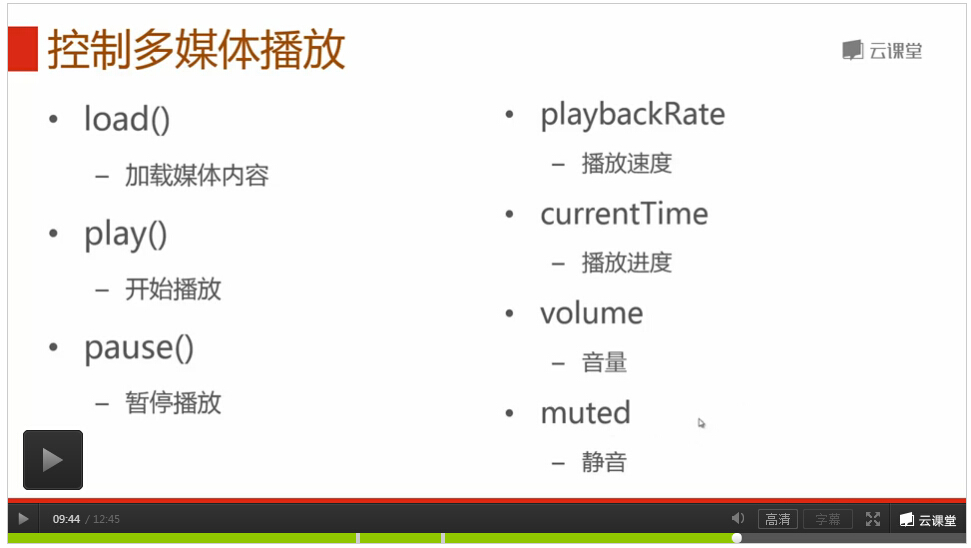 控制多媒体播放
云课堂
• load()
– 加载媒体内容
• play()
– 开始播放
• pause()
– 暂停播放
• playbackRate
– 播放速度
• currentTime
– 播放进度
• volume
– 音量
• muted
– 静音
09:44 / 12:45
高清
字幕
云课堂